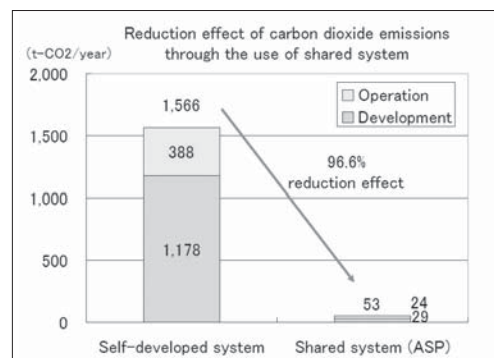 Reduction effect of carbon dioxide emissions
through the use of shared system
(t-CO2/year)
2,000
1,500
1,000
500
0
1,566
388
1,178
Operation
Development
96.6%
reduction effect
53
24
29
Self-developed system
Shared system (ASP)